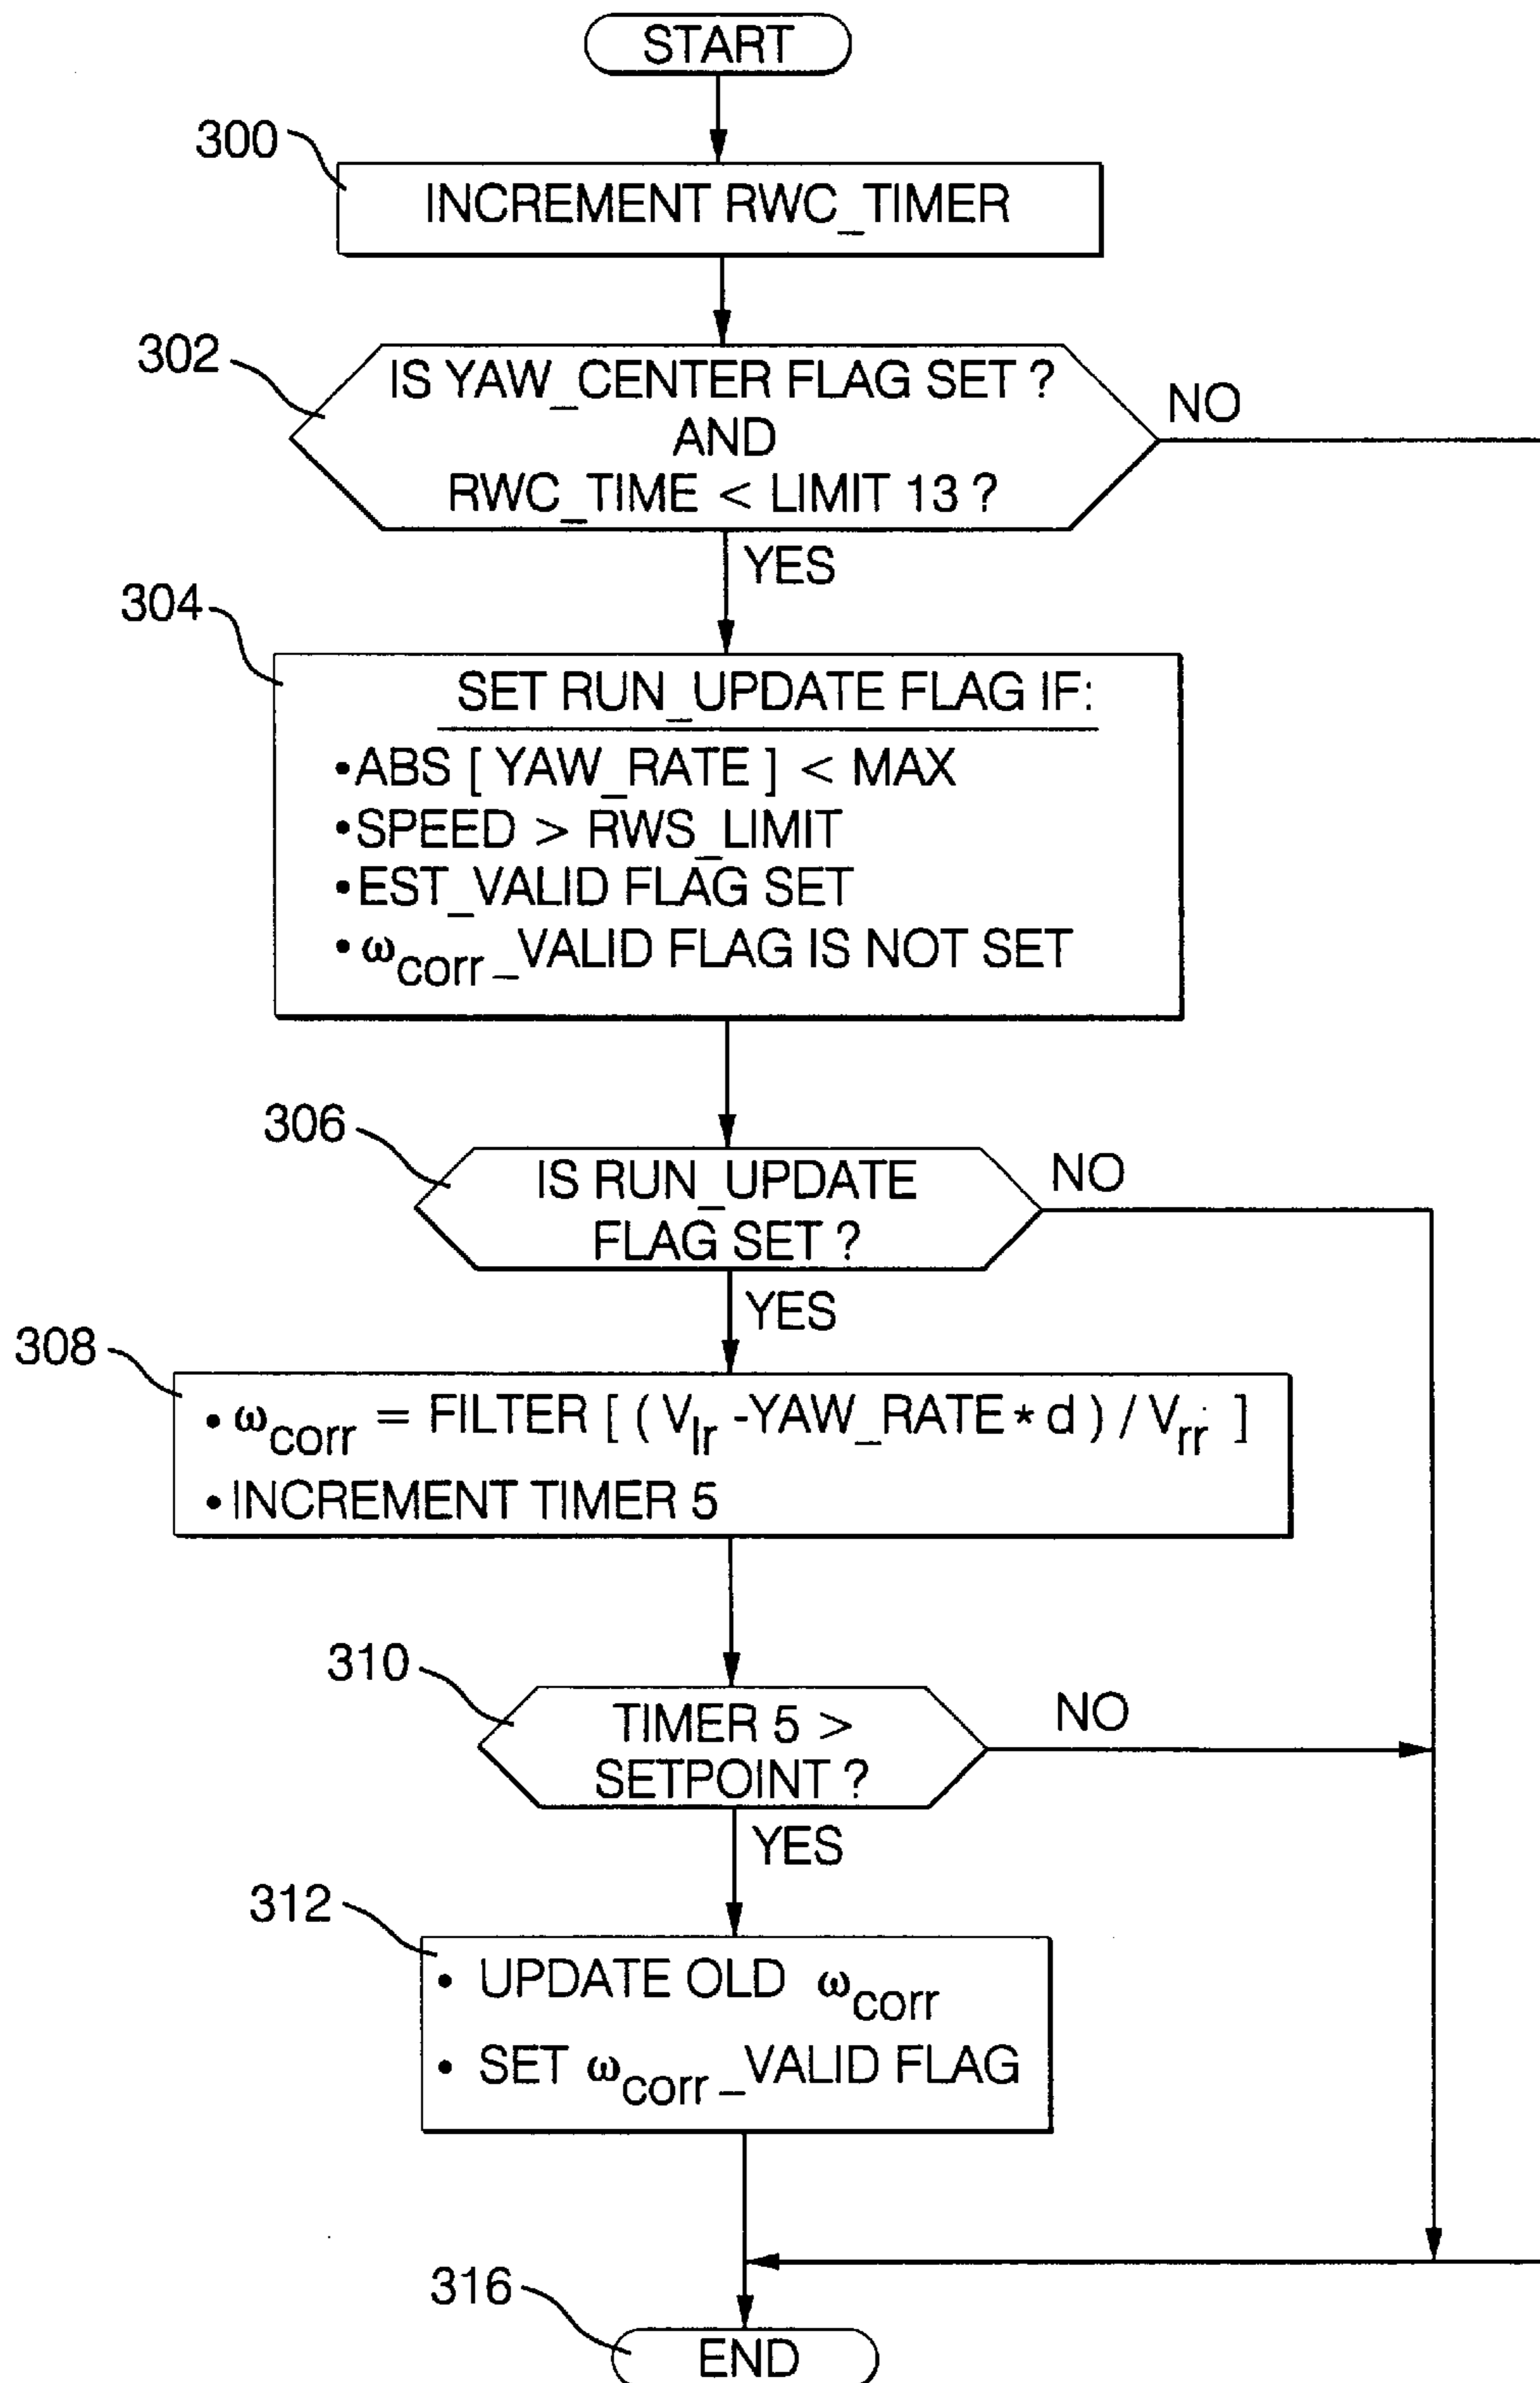 START
300
INCREMENT RWC_TIMER
302
IS YAW_CENTER FLAG SET ?
AND
RWC_TIME < LIMIT 13 ?
NO
YES
304
SET RUN_UPDATE FLAG IF:
•ABS [ YAW_RATE ] < MAX
•SPEED > RWS_LIMIT
•EST_VALID FLAG SET
•ωcorr_VALID FLAG IS NOT SET
306
IS RUN_UPDATE
FLAG SET ?
NO
YES
308
•ωcorr = FILTER [ ( Vlr -YAW_RATE * d ) / Vrr ]
•INCREMENT TIMER 5
310
TIMER 5 >
SETPOINT ?
NO
YES
312
• UPDATE OLD ωcorr
• SET ωcorr_VALID FLAG
316
END